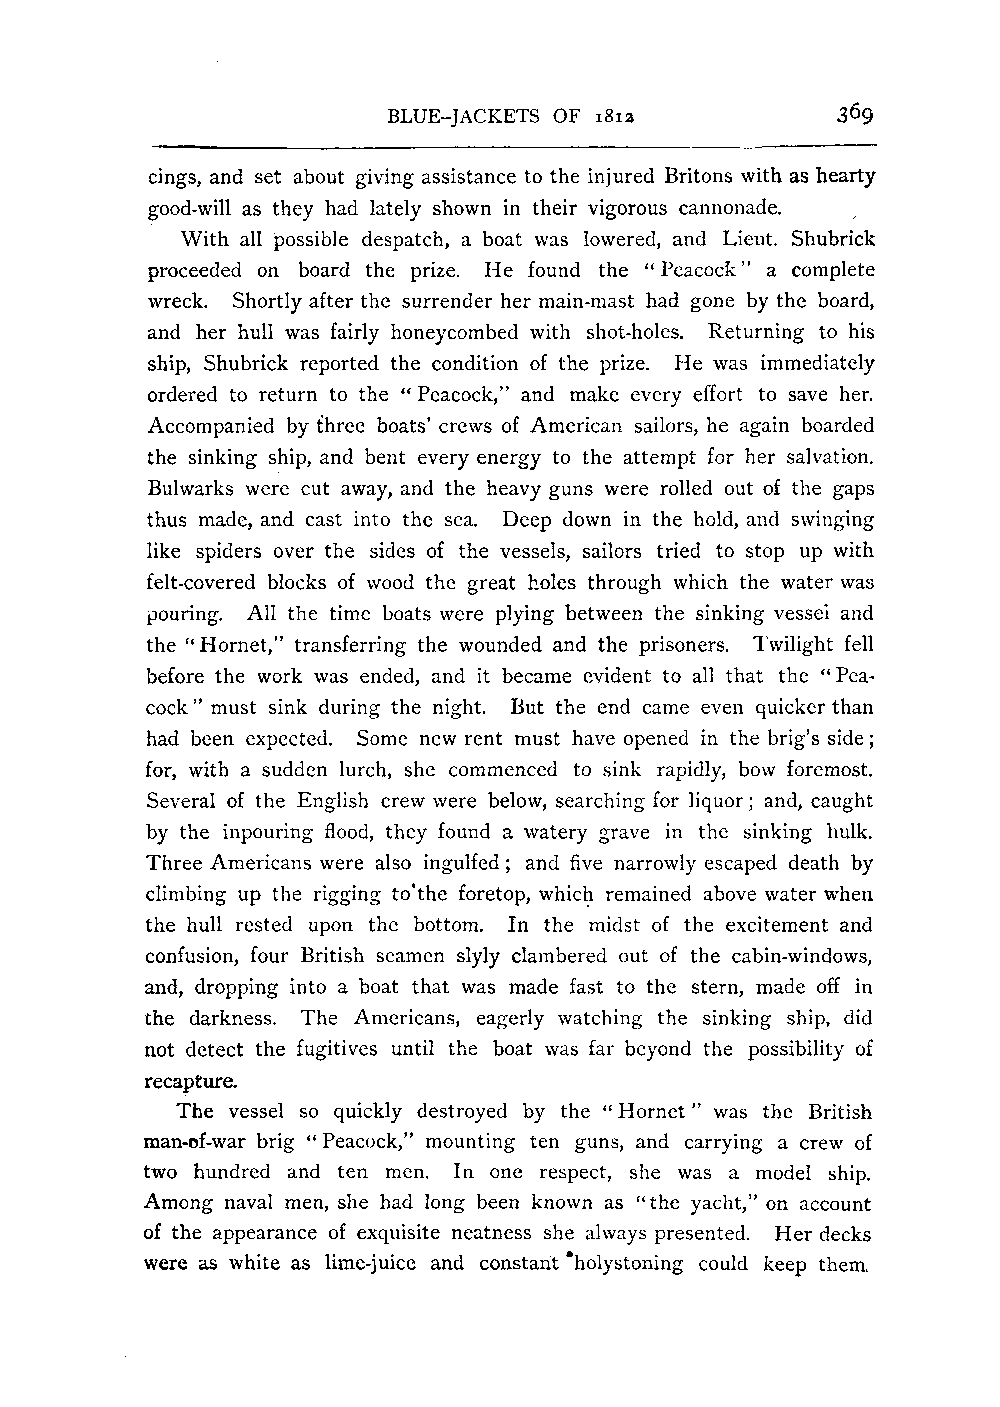 BLUE-JACKETS OF 1812 369
cings, and set about giving assistance to the injured Britons with as hearty
good-will as they had lately shown in their vigorous cannonade.
With all possible despatch, a boat was lowered, and Lieut. Shubrick
proceeded on board the prize. He found the "Peacock" a complete
wreck. Shortly after the surrender her main-mast had gone by the board,
and her hull was fairly honeycombed with shot-holes. Returning to his
ship, Shubrick reported the condition of the prize. He was immediately
ordered to return to the "Peacock," and make every effort to save her.
Accompanied by three boats' crews of American sailors, he again boarded
the sinking ship, and bent every energy to the attempt for her salvation.
Bulwarks were cut away, and the heavy guns were rolled out of the gaps
thus made, and cast into the sea. Deep down in the hold, and swinging
like spiders over the sides of the vessels, sailors tried to stop up with
felt-covered blocks of wood the great holes through which the water was
pouring. All the time boats were plying between the sinking vessel and
the "Hornet," transferring the wounded and the prisoners. Twilight fell
before the work was ended, and it became evident to all that the "Pea-
cock" must sink during the night. But the end came even quicker than
had been expected. Some new rent must have opened in the brig's side;
for, with a sudden lurch, she commenced to sink rapidly, bow foremost.
Several of the English crew were below, searching for liquor; and, caught
by the inpouring flood, they found a watery grave in the sinking hulk.
Three Americans were also ingulfed; and five narrowly escaped death by
climbing up the rigging to the foretop, which remained above water when
the hull rested upon the bottom. In the midst of the excitement and
confusion, four British seamen slyly clambered out of the cabin-windows,
and, dropping into a boat that was made fast to the stern, made off in
the darkness. The Americans, eagerly watching the sinking ship, did
not detect the fugitives until the boat was far beyond the possibility of
recapture.
The vessel so quickly destroyed by the "Hornet" was the British
man-of-war brig "Peacock," mounting ten guns, and carrying a crew of
two hundred and ten men. In one respect, she was a model ship.
Among naval men, she had long been known as "the yacht," on account
of the appearance of exquisite neatness she always presented. Her decks
were as white as lime-juice and constant holystoning could keep them.